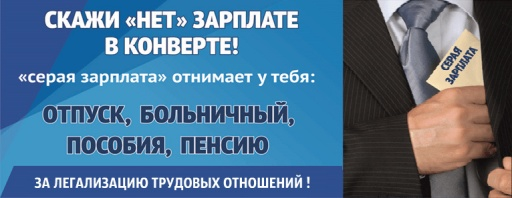 СКАЖИ «НЕТ» ЗАРПЛАТЕ
В КОНВЕРТЕ!
«серая зарплата» отнимает у тебя:
ОТПУСК, БОЛЬНИЧНЫЙ,
ПОСОБИЯ, ПЕНСИЮ
ЗА ЛЕГАЛИЗАЦИЮ ТРУДОВЫХ ОТНОШЕНИЙ !
СЕРАЯ
ЗАРПЛАТА